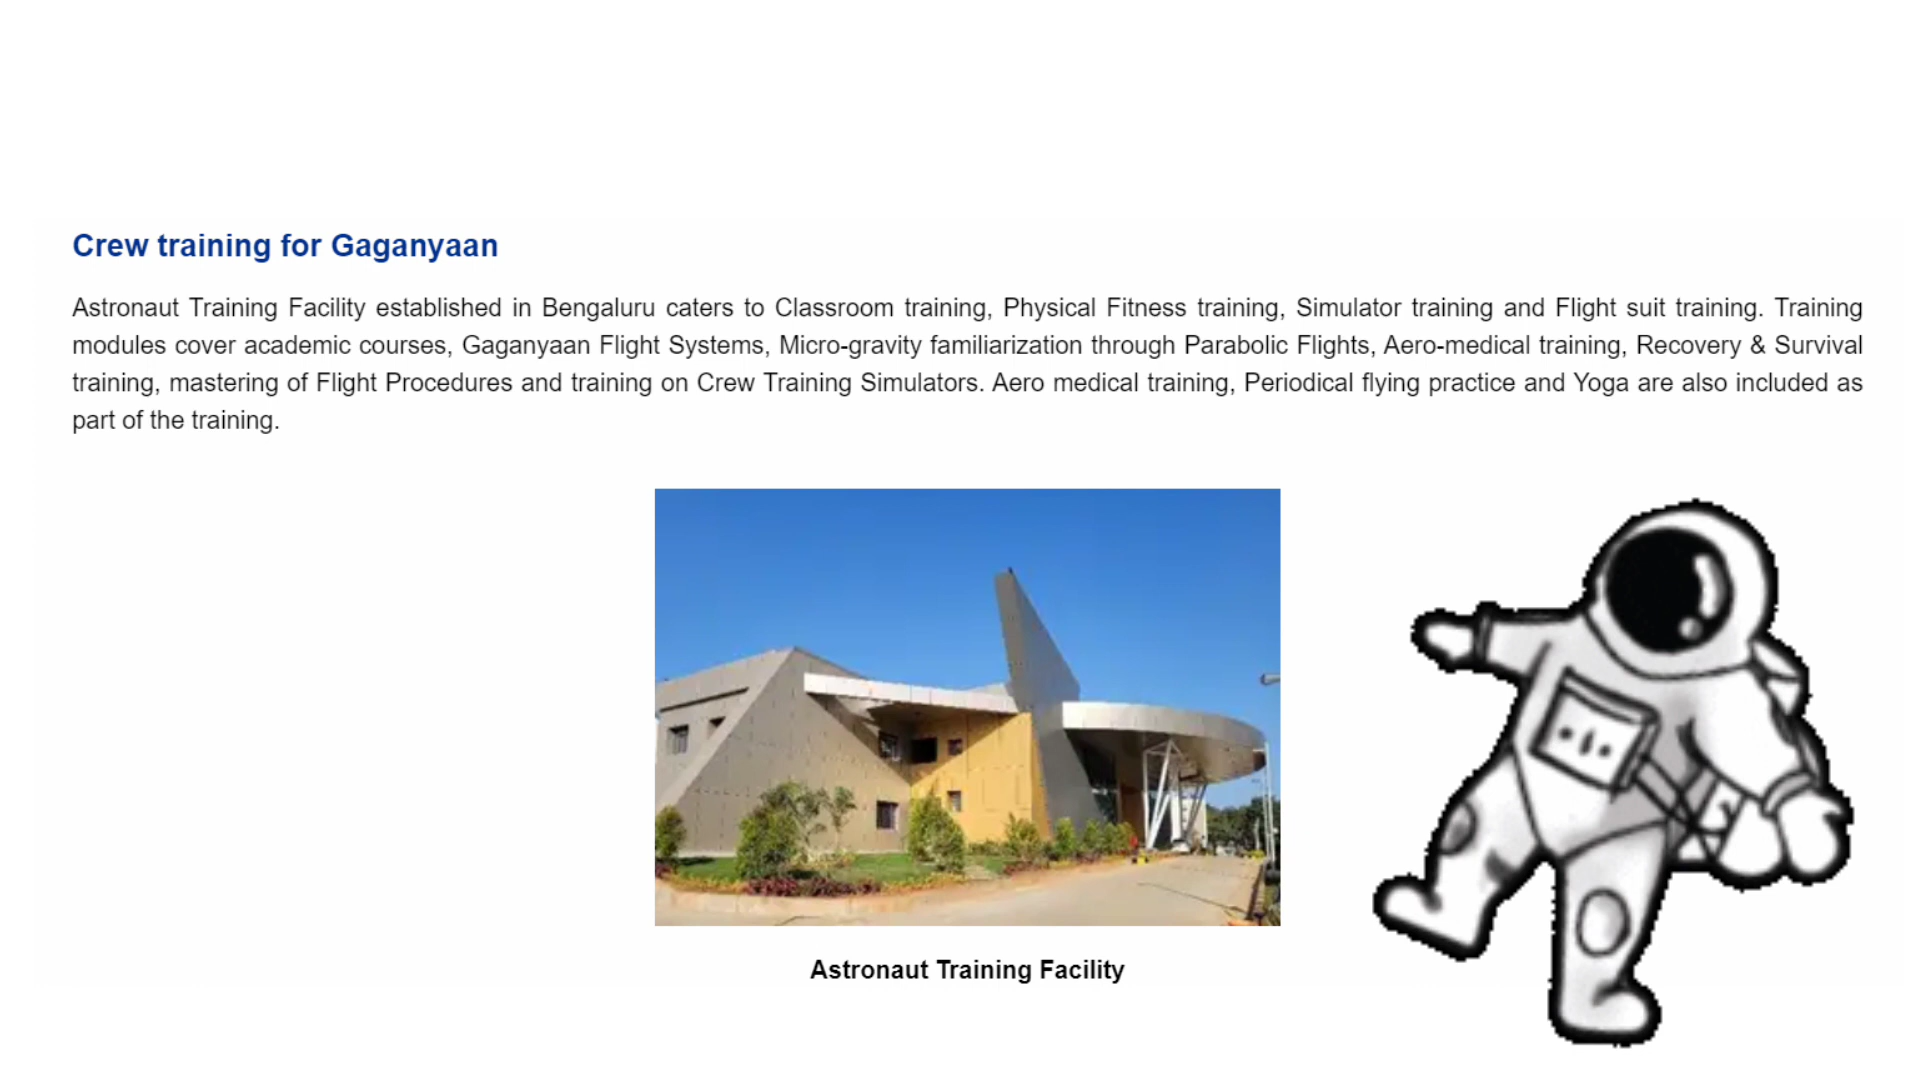 Crew training for Gaganyaan
Astronaut Training Facility established in Bengaluru caters to Classroom training, Physical Fitness training, Simulator training and Flight suit training. Training
modules cover academic courses, Gaganyaan Flight Systems, Micro-gravity familiarization through Parabolic Flights, Aero-medical training, Recovery & Survival
training, mastering of Flight Procedures and training on Crew Training Simulators. Aero medical training, Periodical flying practice and Yoga are also included as
part of the training.
Astronaut Training Facility